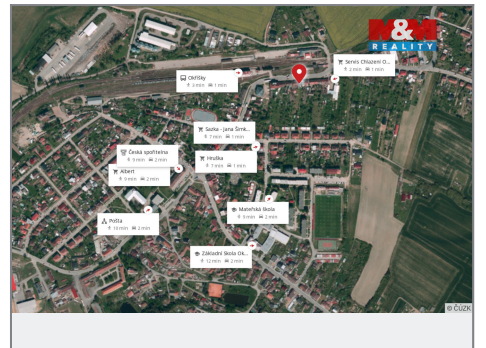 M&M
REALITY
Servis Chlazení O...
3 min 1 min
Okříšky
3 min 1 min
Sazka - Jana Šimk...
7 min 1 min
Česká spořitelna
9 min 2 min
Hruška
7 min 1 min
Albert
9 min 2 min
Mateřská škola
9 min 2 min
Pošta
10 min 2 min
Základní škola Ok...
12 min 2 min
© ČÚZK